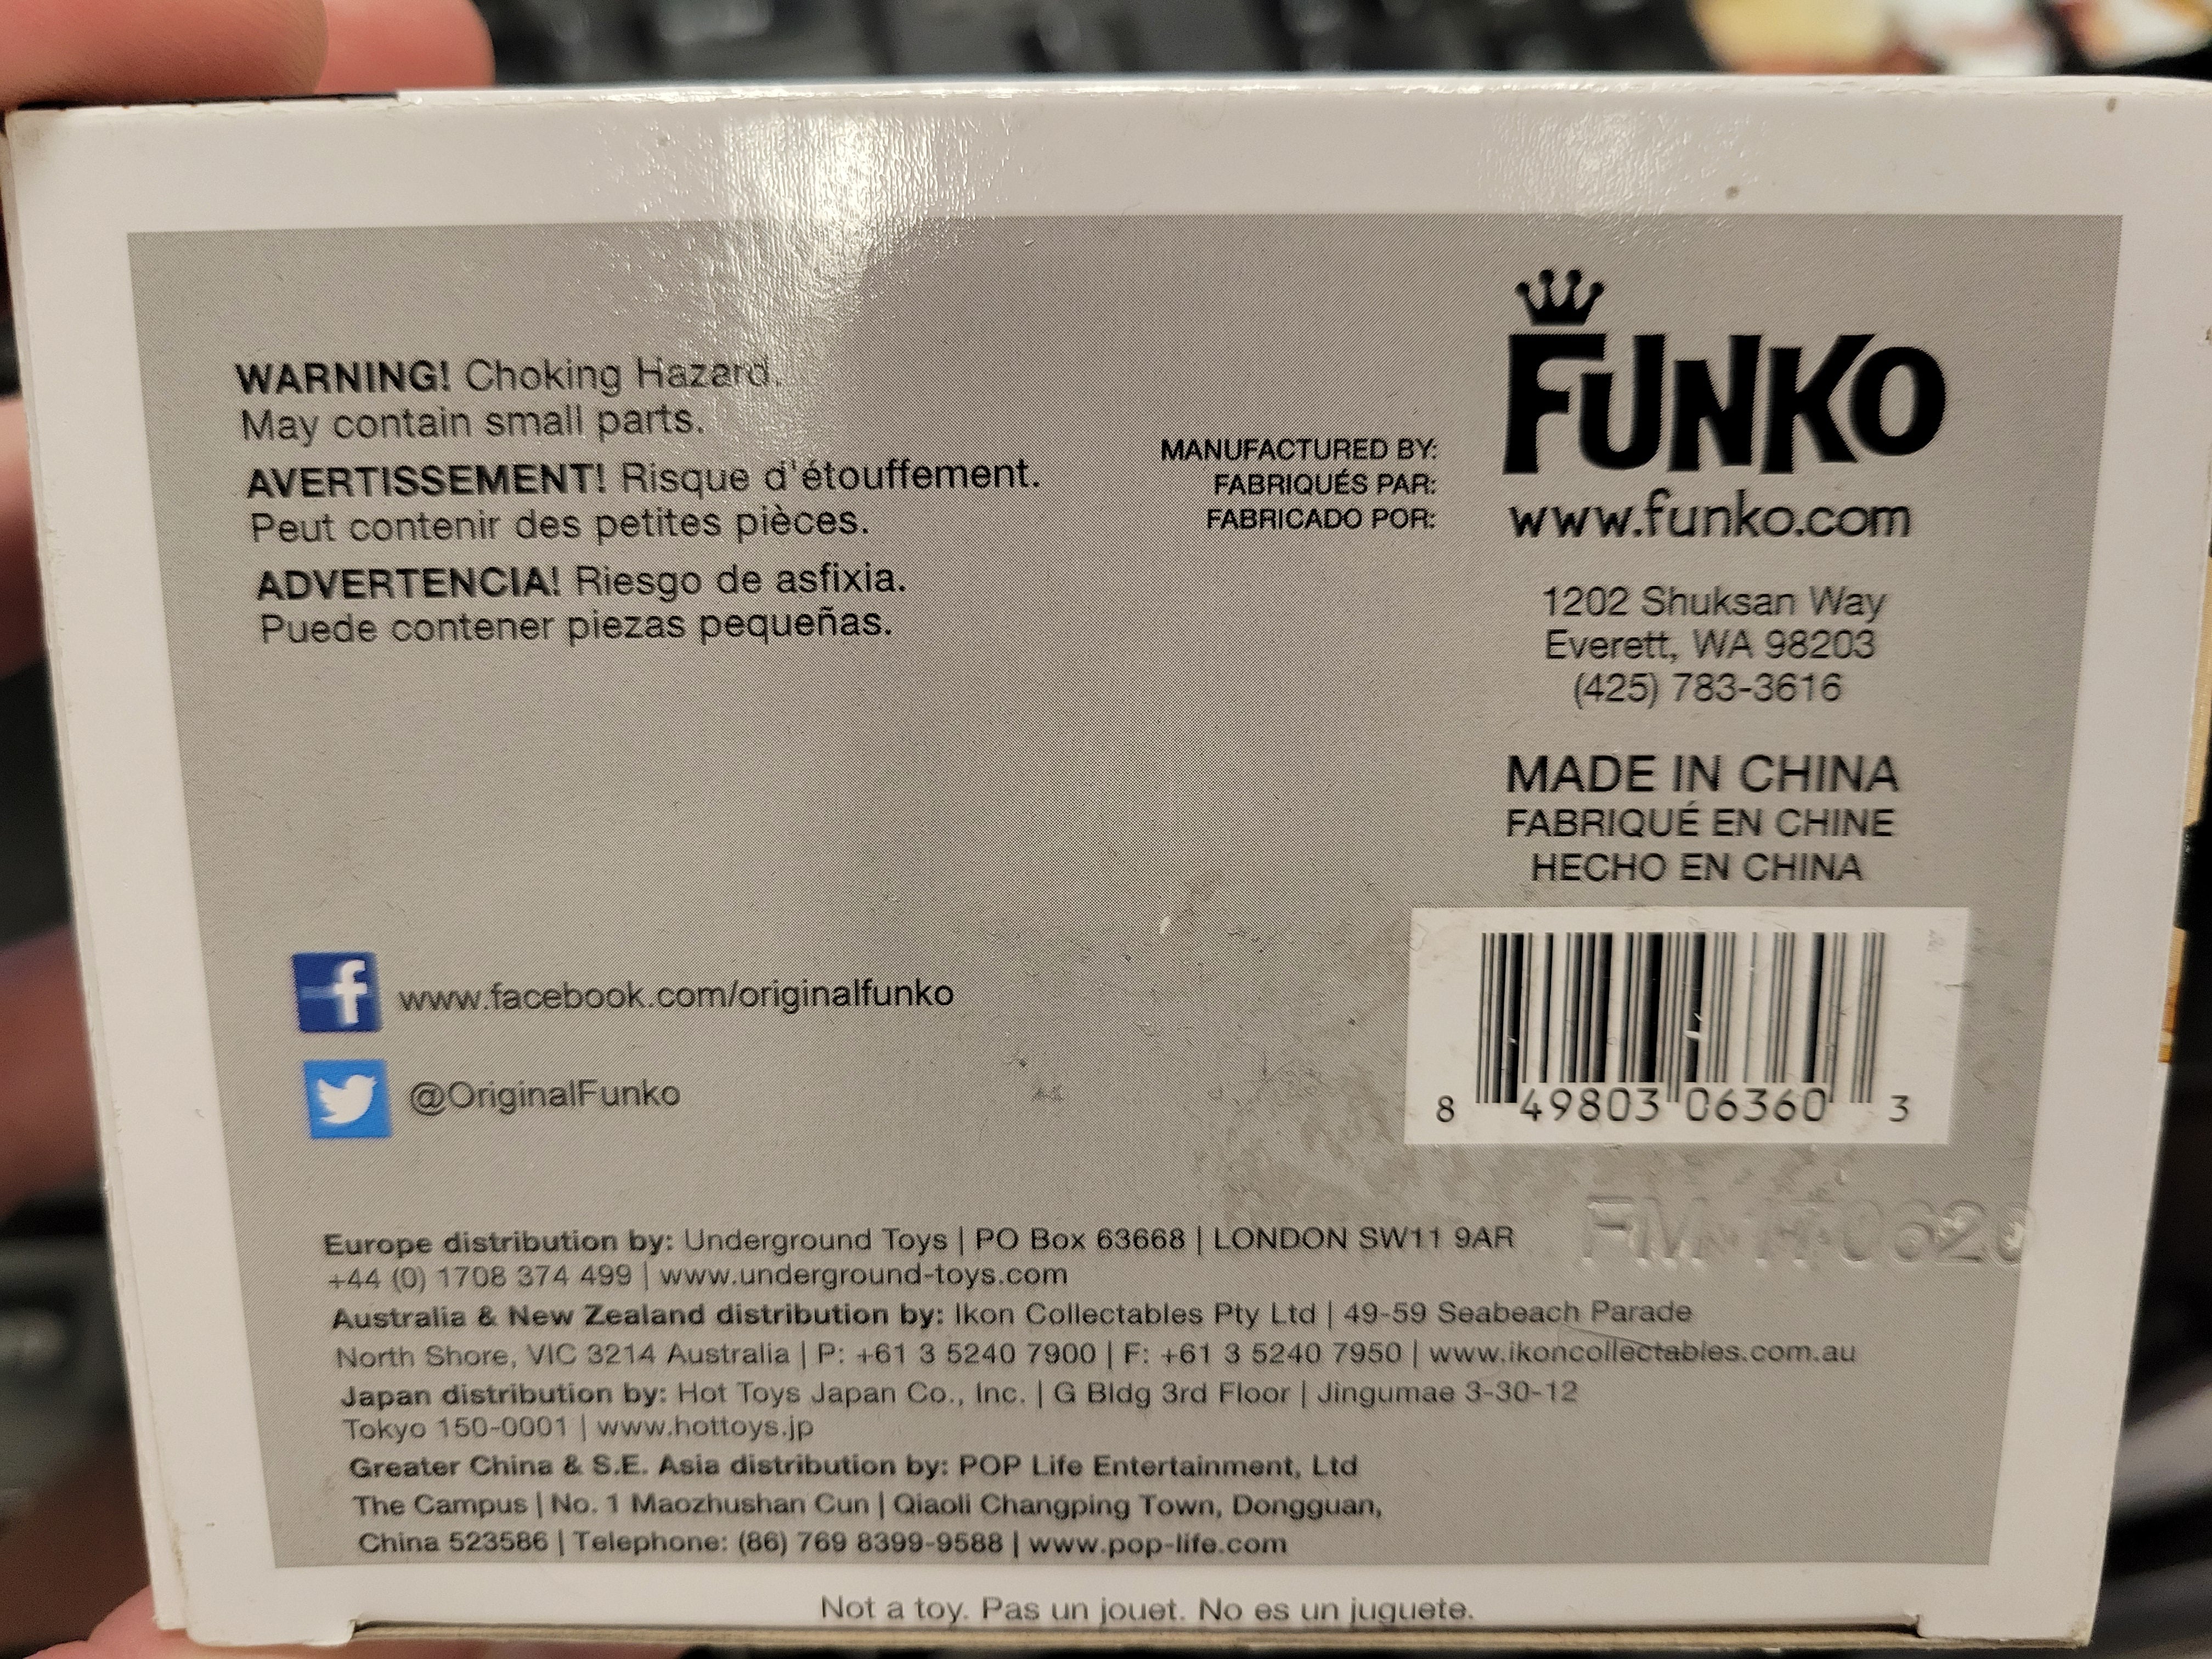 WARNING! Choking Hazard.
May contain small parts.
AVERTISSEMENT! Risque d'étouffement.
Peut contenir des petites pièces.
ADVERTENCIA! Riesgo de asfixia.
Puede contener piezas pequeñas.
MANUFACTURED BY:
FABRIQUÉS PAR:
FABRICADO POR:
FUNKO
www.funko.com
1202 Shuksan Way
Everett, WA 98203
(425) 783-3616
MADE IN CHINA
FABRIQUÉ EN CHINE
HECHO EN CHINA
f www.facebook.com/originalfunko
@OriginalFunko
8 49803 06360 3
Europe distribution by: Underground Toys | PO Box 63668 | LONDON SW11 9AR
+44 (0) 1708 374 499 | www.underground-toys.com
Australia & New Zealand distribution by: Ikon Collectables Pty Ltd | 49-59 Seabeach Parade
North Shore, VIC 3214 Australia | P: +61 3 5240 7900 | F: +61 3 5240 7950 | www.ikoncollectables.com.au
Japan distribution by: Hot Toys Japan Co., Inc. | G Bldg 3rd Floor | Jingumae 3-30-12
Tokyo 150-0001 | www.hottoys.jp
Greater China & S.E. Asia distribution by: POP Life Entertainment, Ltd
The Campus | No. 1 Maozhushan Cun | Qiaoli Changping Town, Dongguan,
China 523586 | Telephone: (86) 769 8399-9588 | www.pop-life.com
Not a toy. Pas un jouet. No es un juguete.